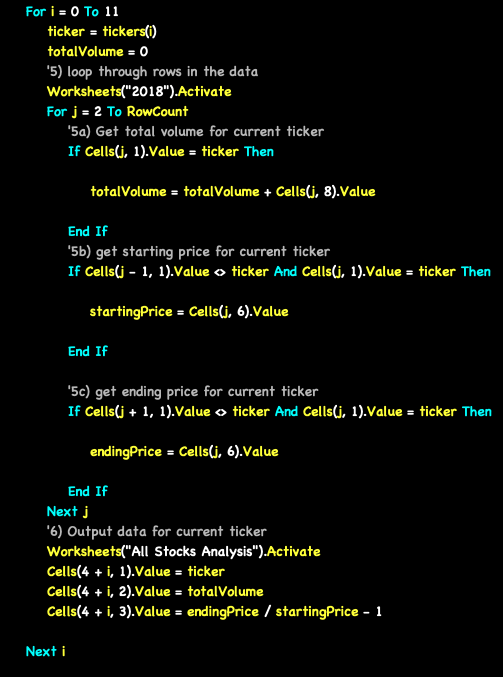 For i = 0 To 11
ticker = tickers(i)
totalVolume = 0
'5) loop through rows in the data
Worksheets("2018").Activate
For j = 2 To RowCount
'5a) Get total volume for current ticker
If Cells(j, 1).Value = ticker Then
totalVolume = totalVolume + Cells(j, 8).Value
End If
'5b) get starting price for current ticker
If Cells(j - 1, 1).Value <> ticker And Cells(j, 1).Value = ticker Then
startingPrice = Cells(j, 6).Value
End If
'5c) get ending price for current ticker
If Cells(j + 1, 1).Value <> ticker And Cells(j, 1).Value = ticker Then
endingPrice = Cells(j, 6).Value
End If
Next j
'6) Output data for current ticker
Worksheets("All Stocks Analysis").Activate
Cells(4 + i, 1).Value = ticker
Cells(4 + i, 2).Value = totalVolume
Cells(4 + i, 3).Value = endingPrice / startingPrice - 1
Next i